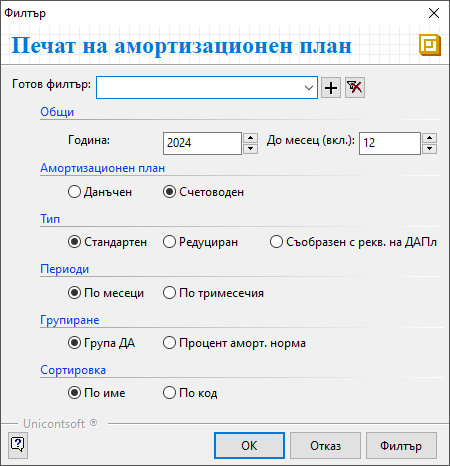 Филтър
Печат на амортизационен план
Готов филтър:
Общи
Година: 2024 До месец (вкл.): 12
Амортизационен план
Данъчен Счетоводен
Тип
Стандартен Редуциран Съобразен с рекв. на ДАПл
Периоди
По месеци По тримесечия
Групиране
Група ДА Процент аморт. норма
Сортировка
По име По код
Unicontsoft ®
OK Отказ Филтър